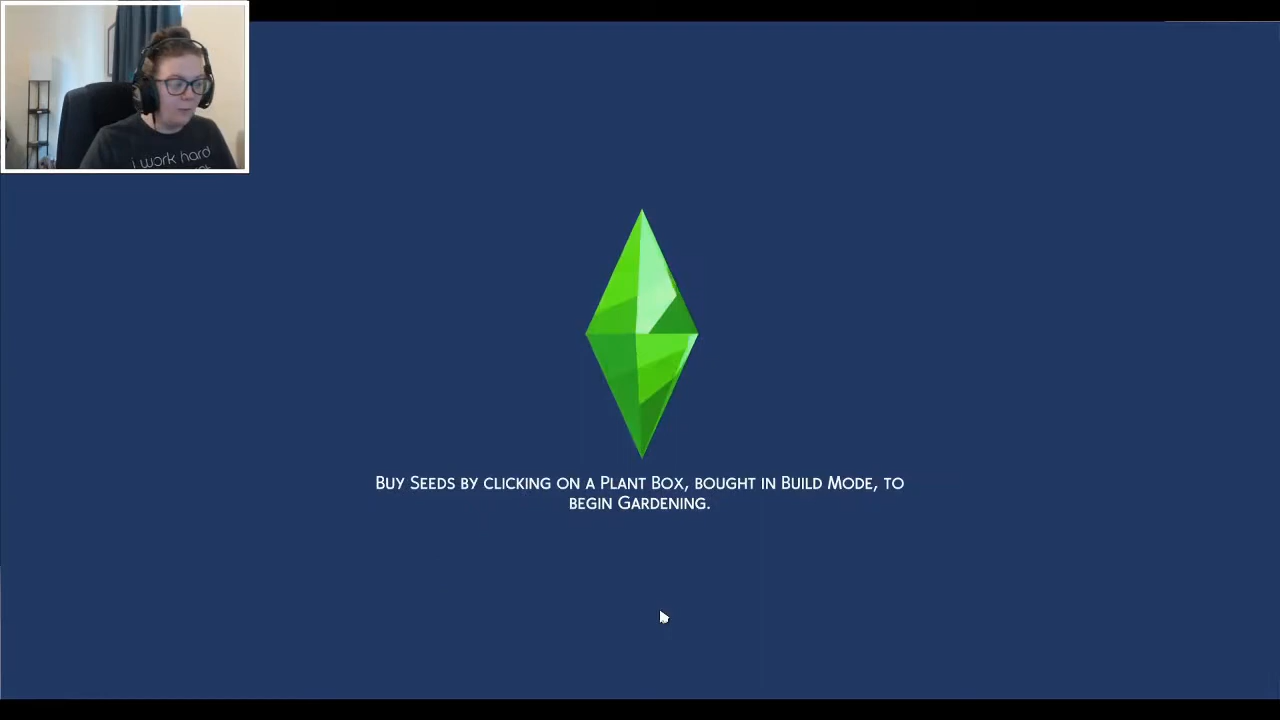 i work hard
BUY SEEDS BY CLICKING ON A PLANT BOX, BOUGHT IN BUILD MODE, TO
BEGIN GARDENING.